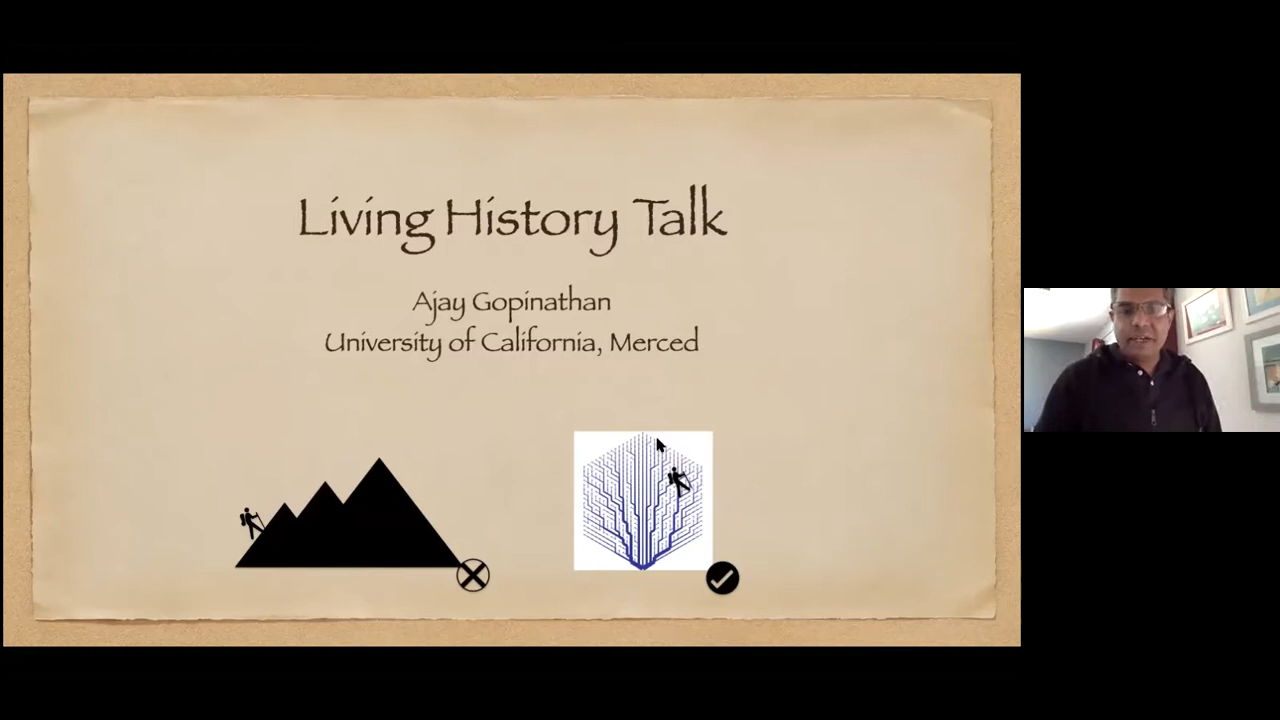 Living History Talk
Ajay Gopinathan
University of California, Merced